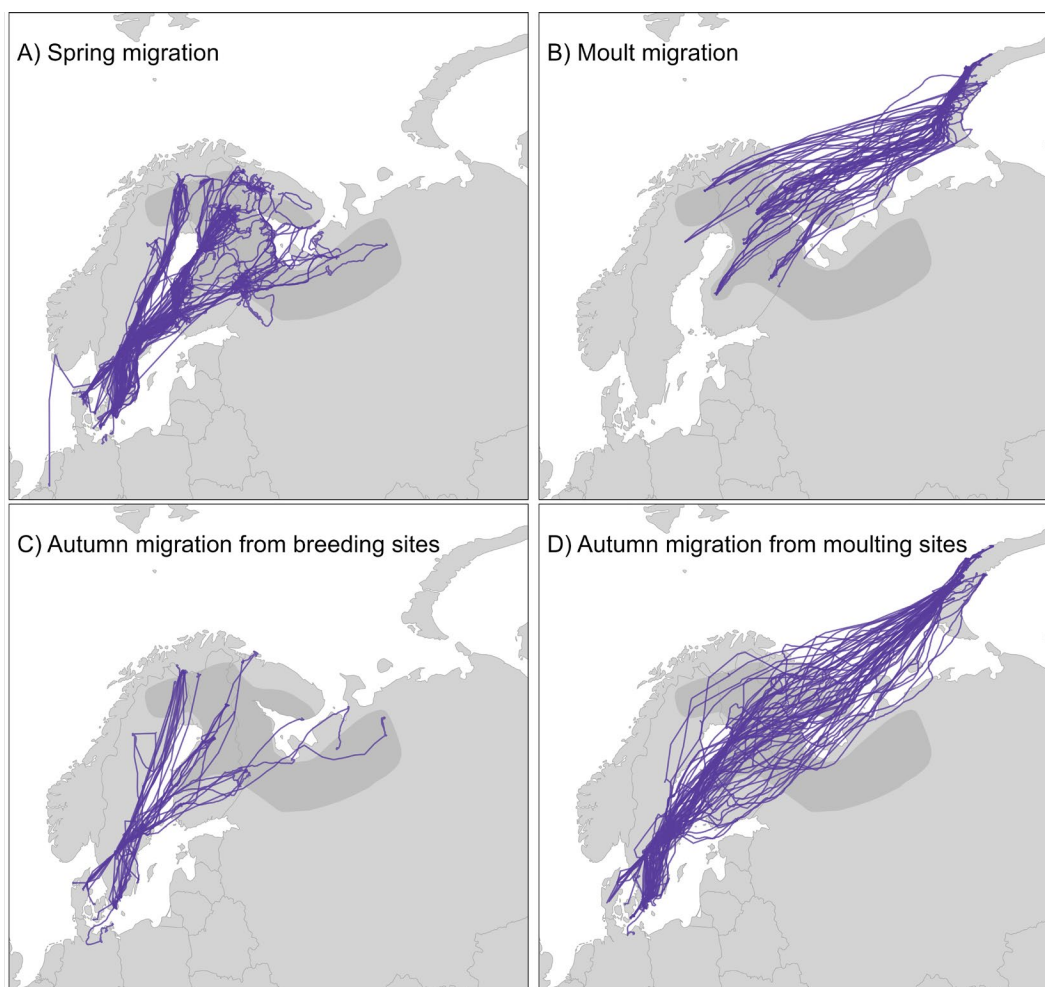 A) Spring migration
B) Moult migration
C) Autumn migration from breeding sites
D) Autumn migration from moulting sites